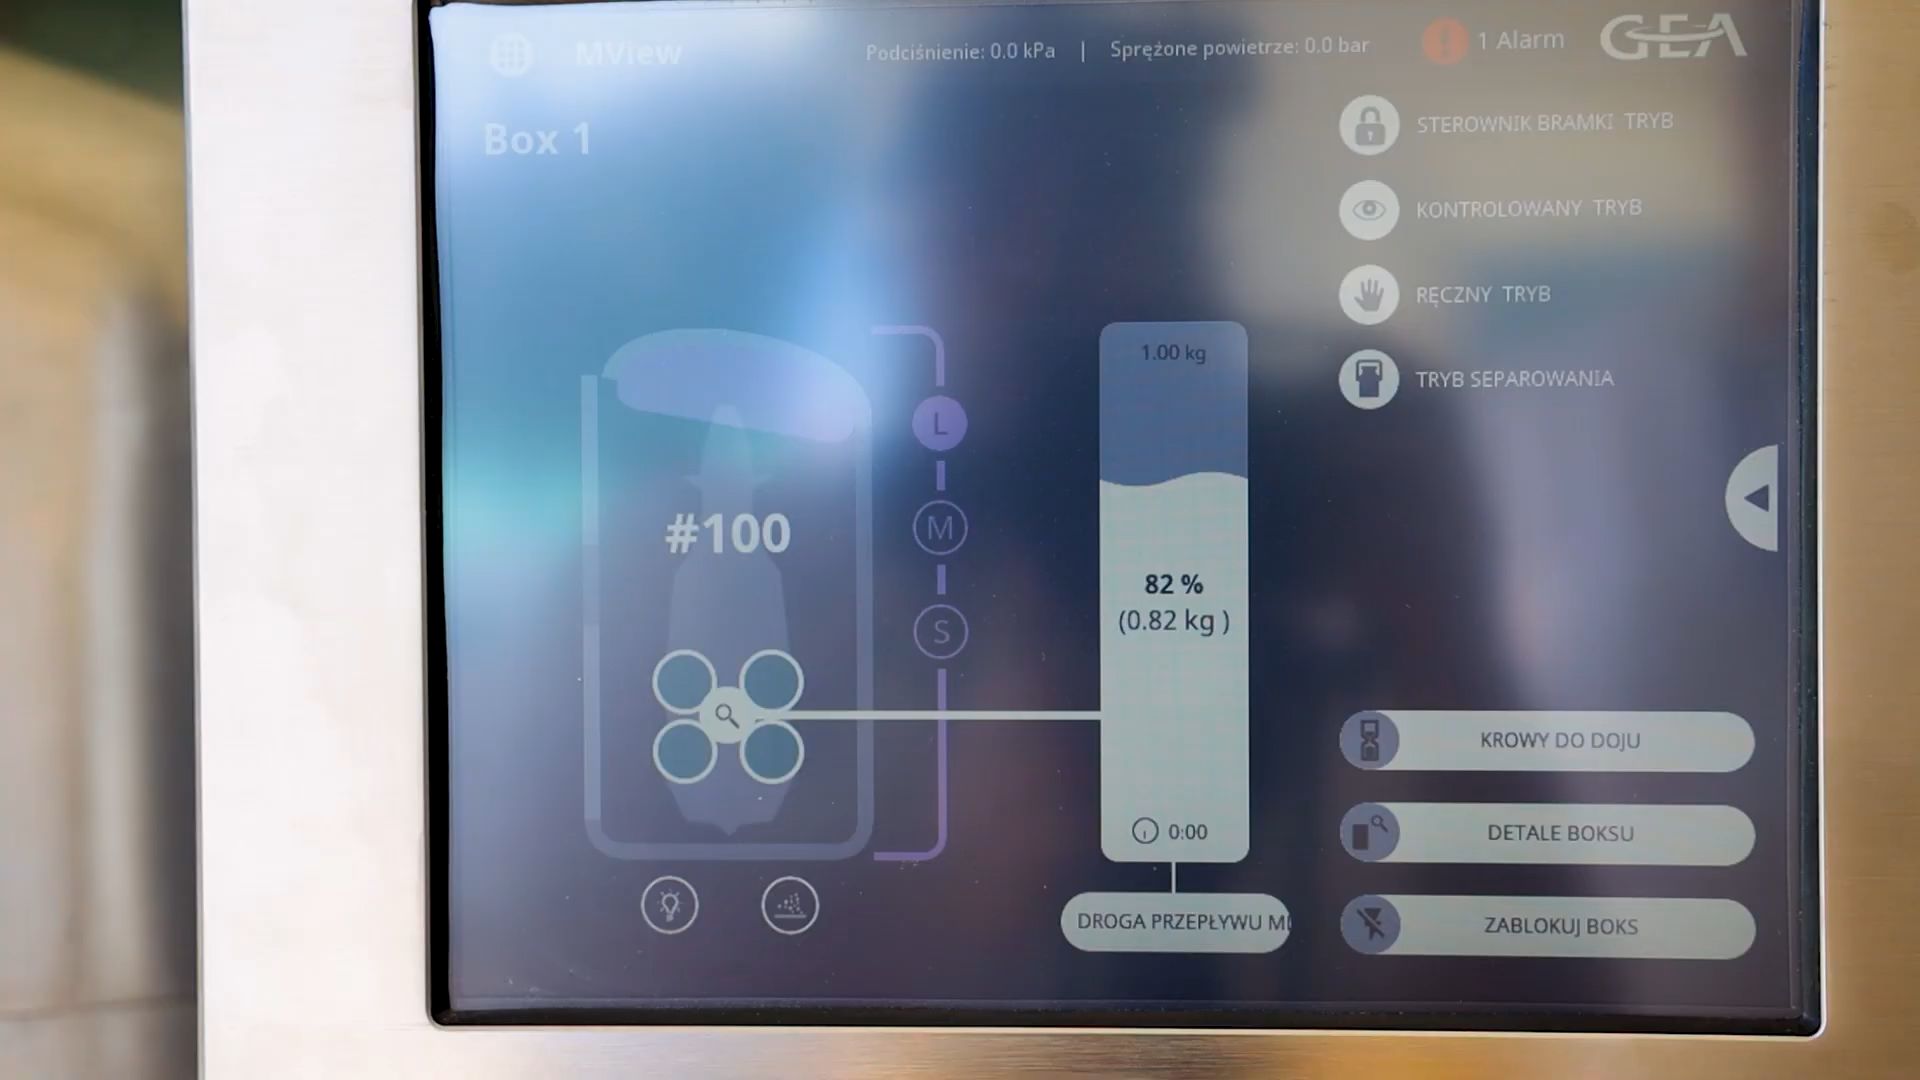 MView
Podciśnienie: 0.0 kPa | Sprężone powietrze: 0.0 bar
1 Alarm
GEA
Box 1
STEROWNIK BRAMKI TRYB
KONTROLOWANY TRYB
RĘCZNY TRYB
TRYB SEPAROWANIA
1.00 kg
L
M
S
#100
82 %
(0.82 kg )
0:00
DROGA PRZEPŁYWU
KROWY DO DOJU
DETALE BOKSU
ZABLOKUJ BOKS